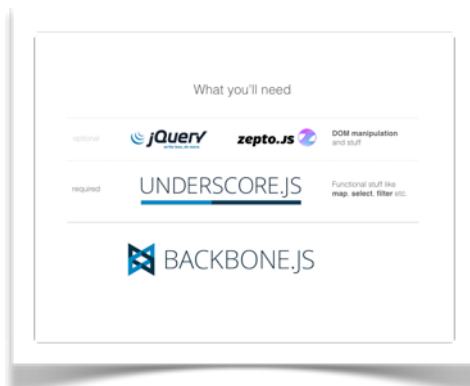 What you'll need
optional
jQuery
write less, do more.
zepto.JS
DOM manipulation
and stuff
required
UNDERSCORE.JS
Functional stuff like
map, select, filter etc.
BACKBONE.JS